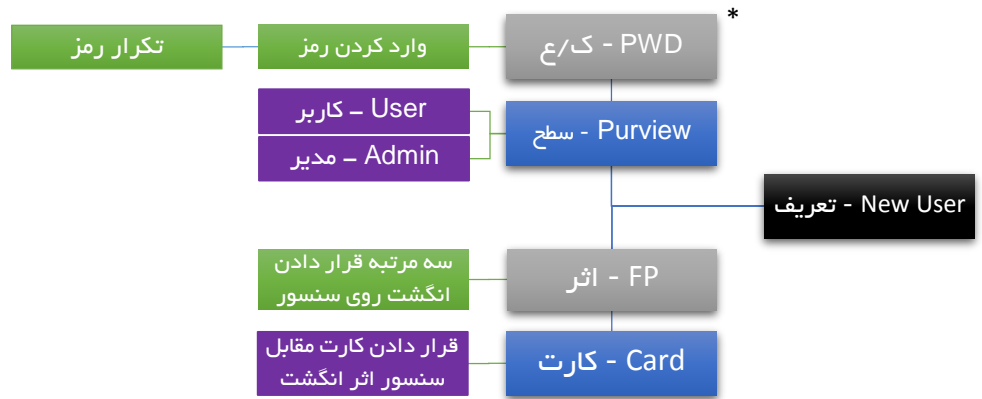 *
PWD - ک/ع
وارد کردن رمز
تکرار رمز
Purview - سطح
User – کاربر
Admin – مدیر
New User - تعریف
FP - اثر
سه مرتبه قرار دادن
انگشت روی سنسور
Card - کارت
قرار دادن کارت مقابل
سنسور اثر انگشت